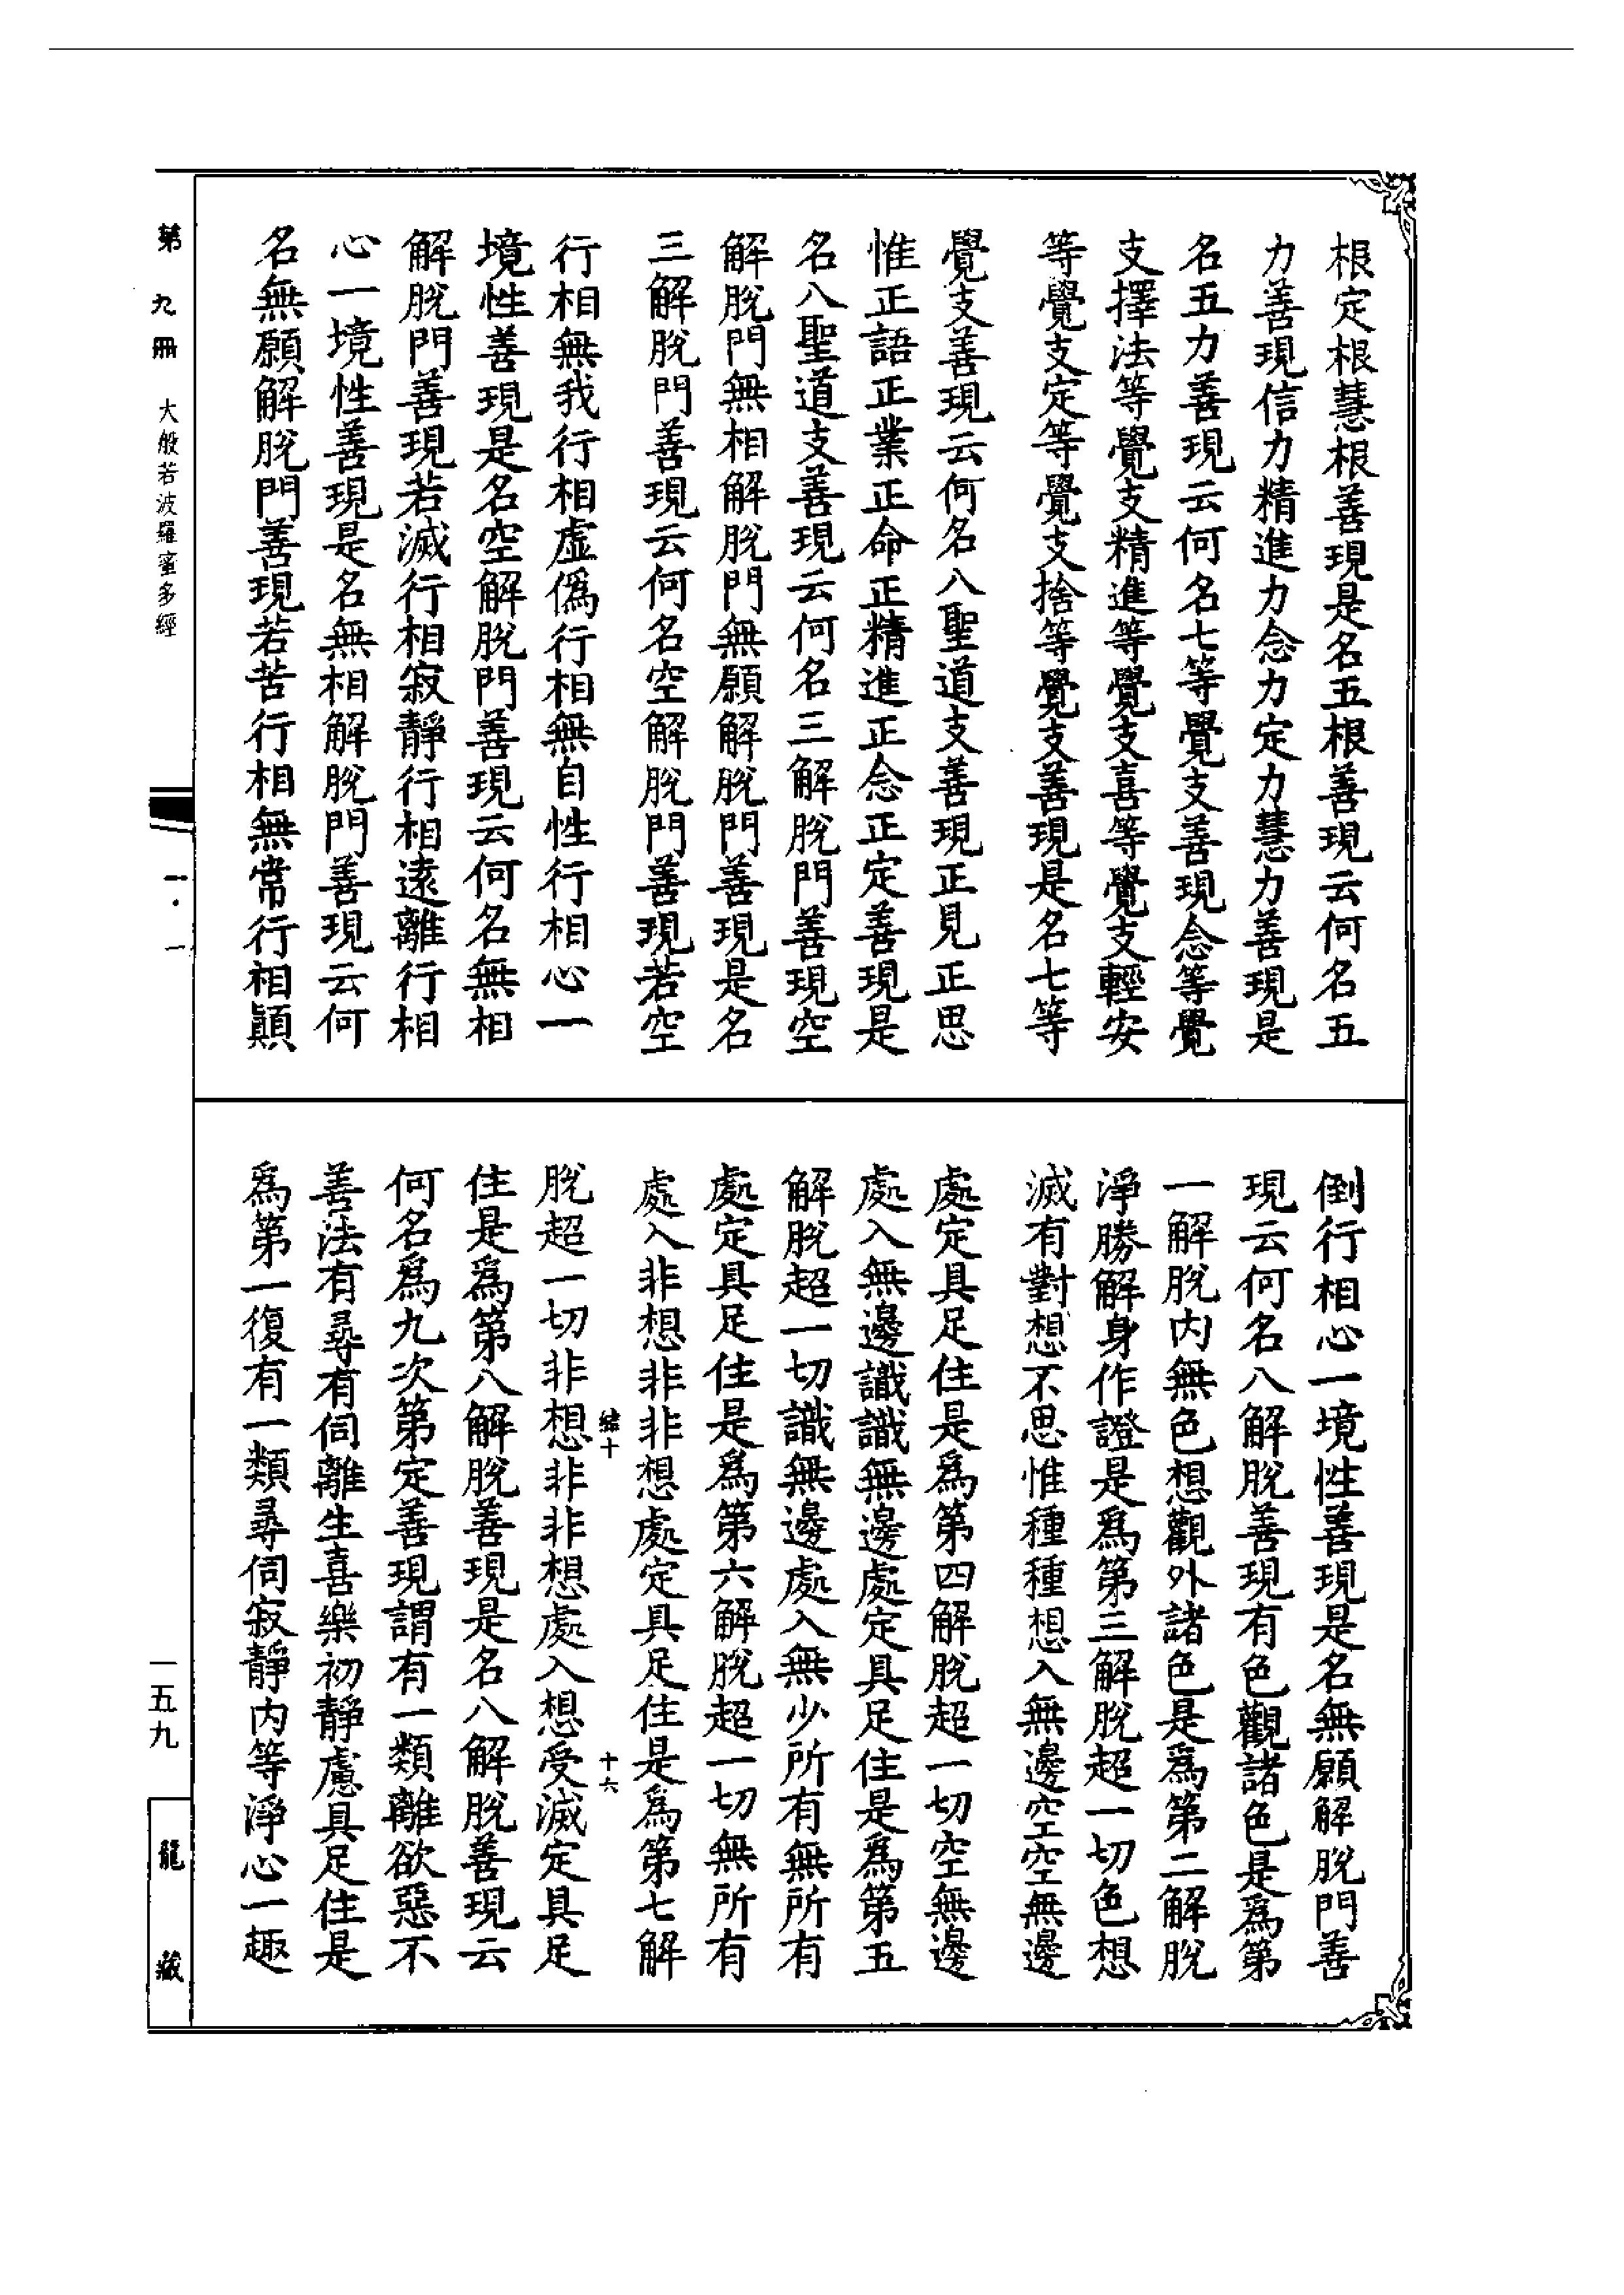 根定根慧根善現是名五根善現云何名五
力善現信力精進力念力定力慧力善現是
名五力善現云何名七等覺支善現念等覺
支擇法等覺支精進等覺支喜等覺支輕安
等覺支定等覺支捨等覺支善現是名七等
覺支善現云何名八聖道支善現正見正思
惟正語正業正命正精進正念正定善現是
名八聖道支善現云何名三解脫門善現空
解脫門無相解脫門無願解脫門善現是名
三解脫門善現云何名空解脫門善現若空
行相無我行相虛僞行相無自性行相心一
境性善現是名空解脫門善現云何名無相
解脫門善現若滅行相寂靜行相遠離行相
心一境性善現是名無相解脫門善現云何
名無願解脫門善現若苦行相無常行相顛
倒行相心一境性善現是名無願解脫門善
現云何名八解脫善現有色觀諸色是爲第
一解脫內無色想觀外諸色是爲第二解脫
淨勝解身作證是爲第三解脫超一切色想
滅有對想不思惟種種想入無邊空空無邊
處定具足住是爲第四解脫超一切空無邊
處入無邊識識無邊處定具足住是爲第五
解脫超一切識無邊處入無少所有無所有
處定具足住是爲第六解脫超一切無所有
處入非想非非想處定具足住是爲第七解
脫超一切非想非非想處入想受滅定具足
住是爲第八解脫善現是名八解脫善現云
何名爲九次第定善現謂有一類離欲惡不
善法有尋有伺離生喜樂初靜慮具足住是
爲第一復有一類尋伺寂靜內等淨心一趣
十六
第九冊 大般若波羅蜜多經
一·一
一五九
龍藏